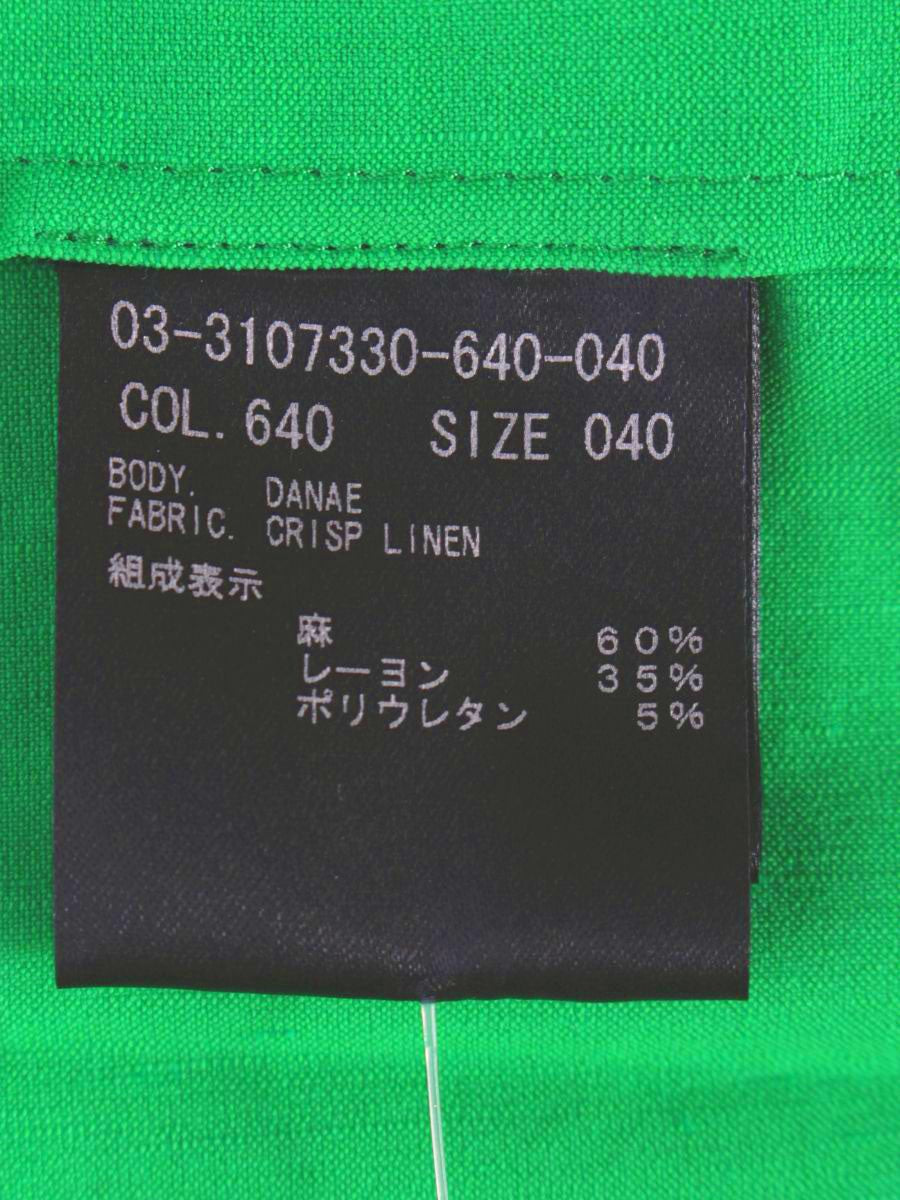 03-3107330-640-040
COL. 640 SIZE 040
BODY. DANAE
FABRIC. CRISP LINEN
組成表示
麻 60%
レーヨン 35%
ポリウレタン 5%